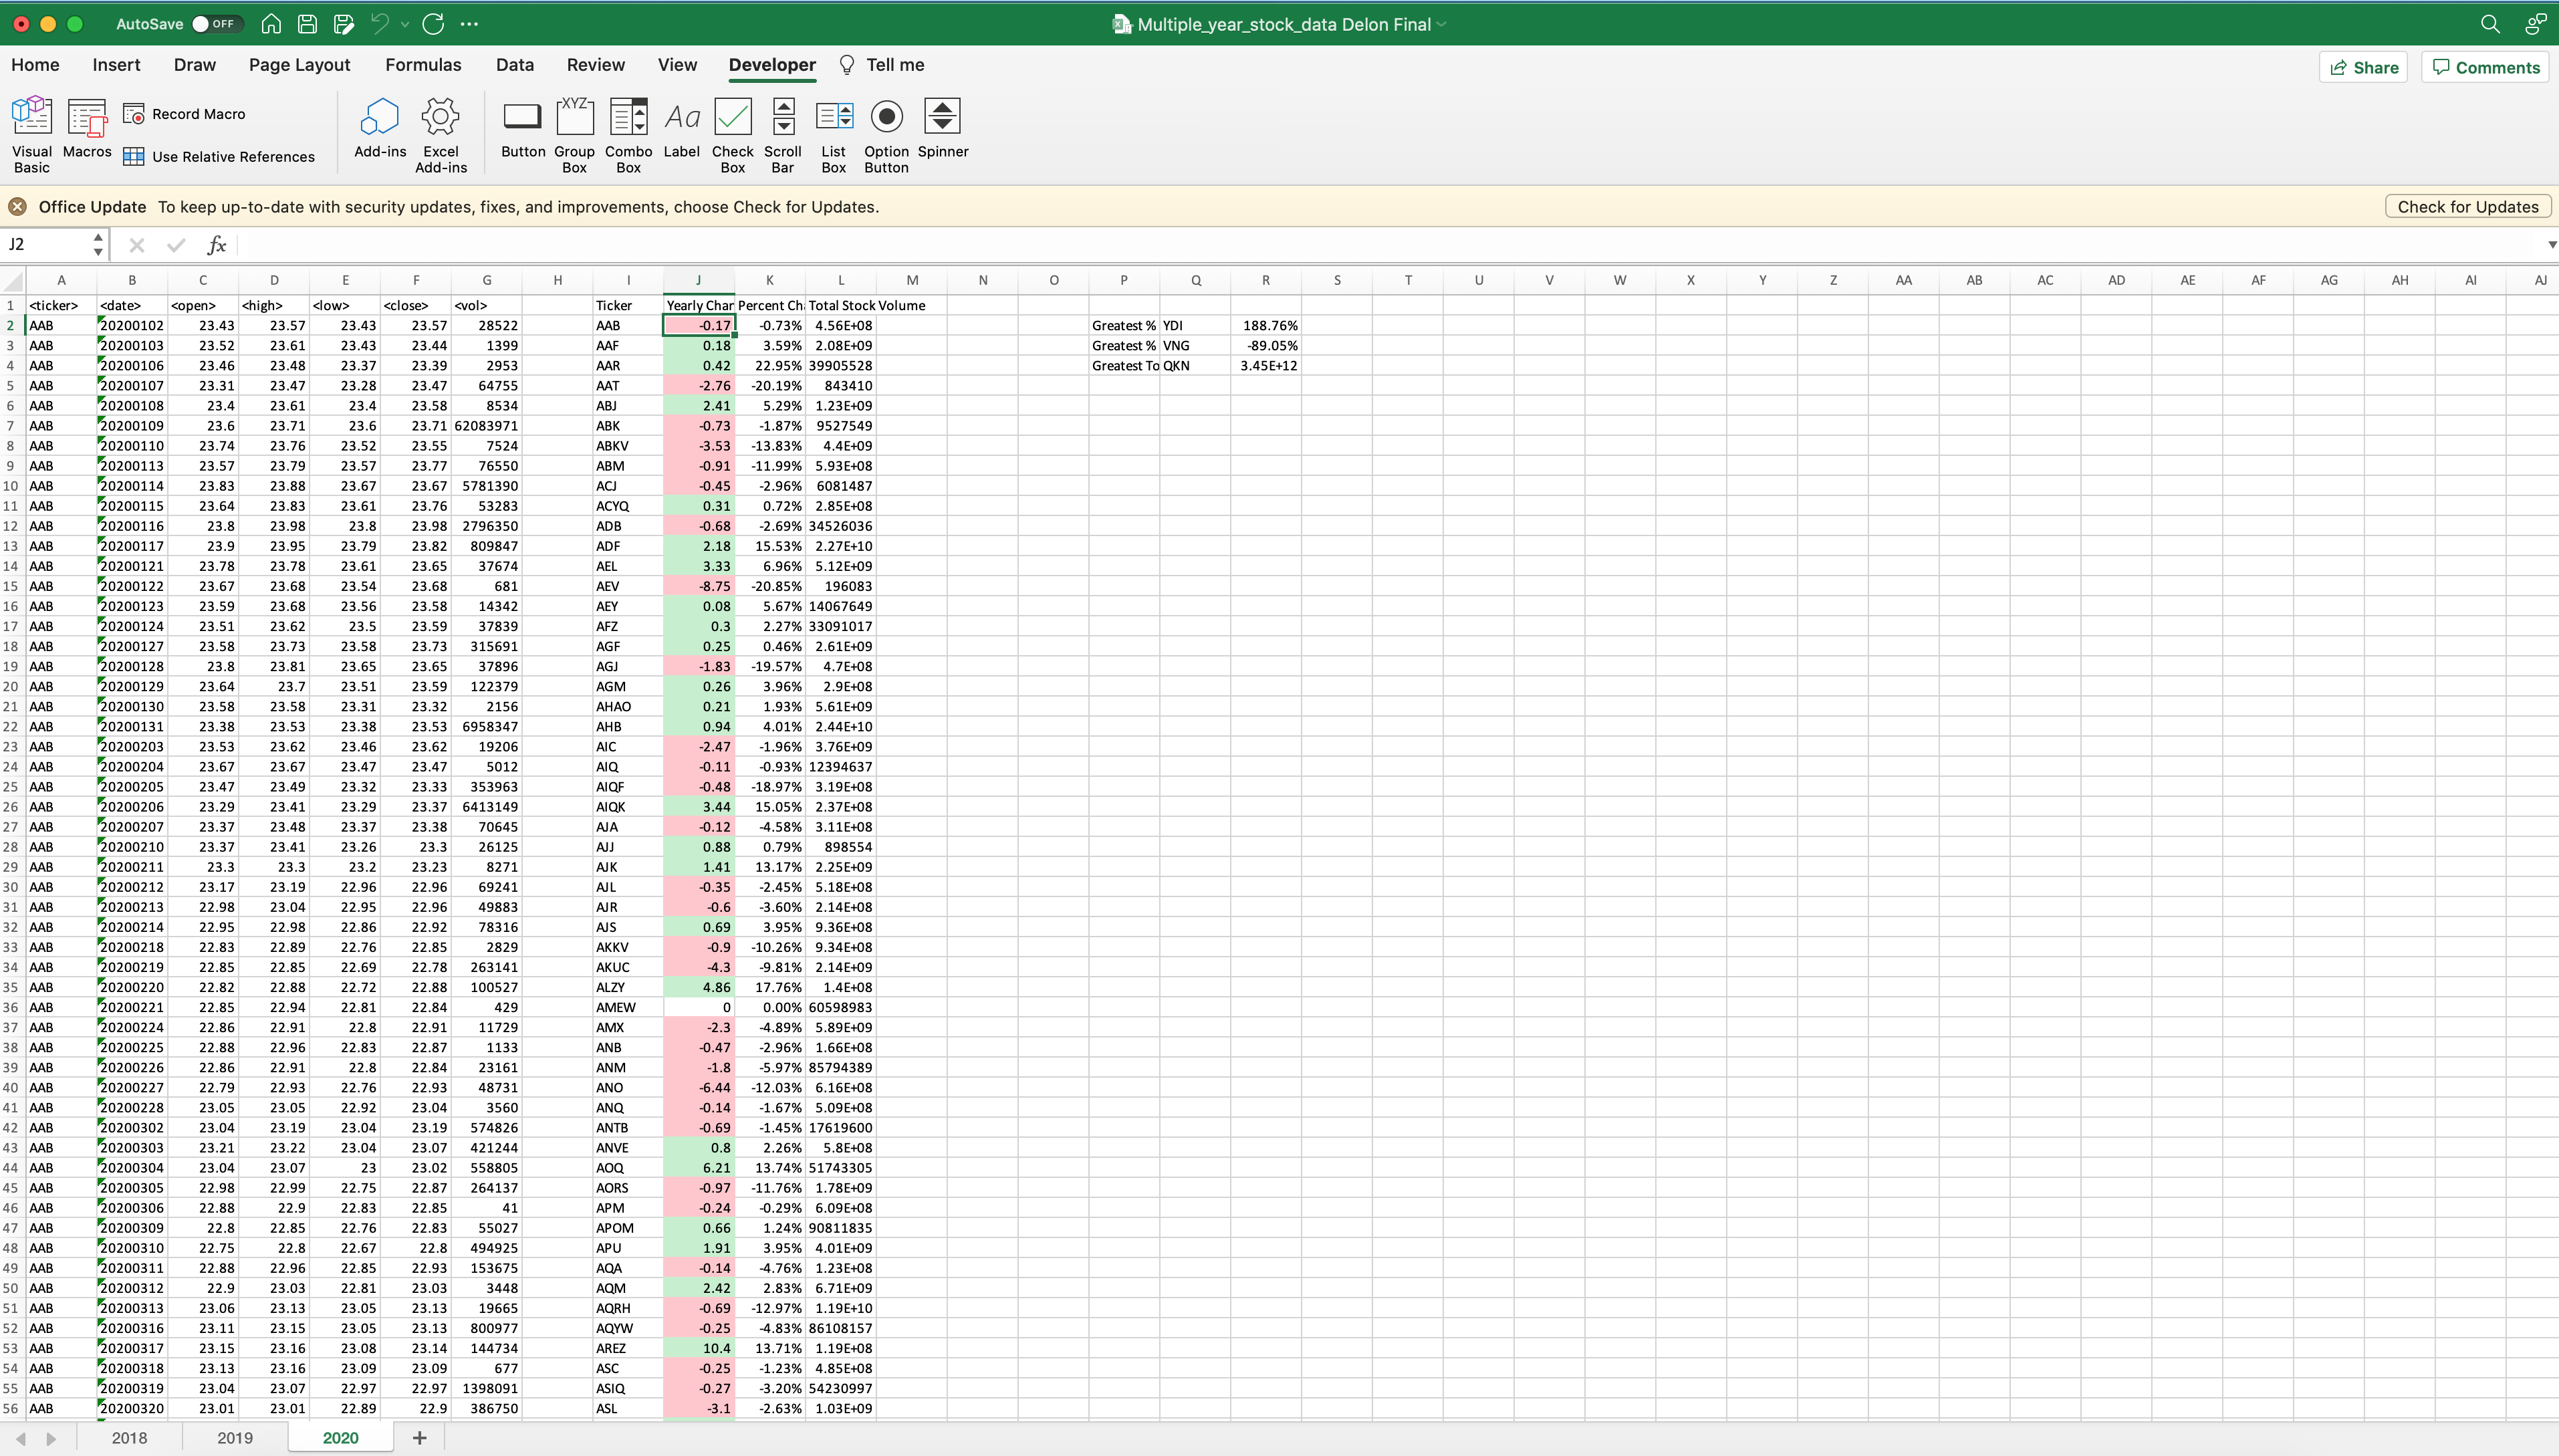 AutoSave OFF Multiple_year_stock_data Delon Final
Home Insert Draw Page Layout Formulas Data Review View Developer Tell me Share Comments
Visual Basic Macros Record Macro Use Relative References Add-ins Excel Add-ins Button Group Box Combo Box Label Check Box Scroll Bar List Box Option Button Spinner
Office Update To keep up-to-date with security updates, fixes, and improvements, choose Check for Updates. Check for Updates
J2 fx
A B C D E F G H I J K L M N O P Q R S T U V W X Y Z AA AB AC AD AE AF AG AH AI AJ
1 <ticker> <date> <open> <high> <low> <close> <vol> Ticker Yearly Char Percent Ch Total Stock Volume
2 AAB 20200102 23.43 23.57 23.43 23.57 28522 AAB -0.17 -0.73% 4.56E+08 Greatest % YDI 188.76%
3 AAB 20200103 23.52 23.61 23.43 23.44 1399 AAF 0.18 3.59% 2.08E+09 Greatest % VNG -89.05%
4 AAB 20200106 23.46 23.48 23.37 23.39 2953 AAR 0.42 22.95% 39905528 Greatest To QKN 3.45E+12
5 AAB 20200107 23.31 23.47 23.28 23.47 64755 AAT -2.76 -20.19% 843410
6 AAB 20200108 23.4 23.61 23.4 23.58 8534 ABJ 2.41 5.29% 1.23E+09
7 AAB 20200109 23.6 23.71 23.6 23.71 62083971 ABK -0.73 -1.87% 9527549
8 AAB 20200110 23.74 23.76 23.52 23.55 7524 ABKV -3.53 -13.83% 4.4E+09
9 AAB 20200113 23.57 23.79 23.57 23.77 76550 ABM -0.91 -11.99% 5.93E+08
10 AAB 20200114 23.83 23.88 23.67 23.67 5781390 ACJ -0.45 -2.96% 6081487
11 AAB 20200115 23.64 23.83 23.61 23.76 53283 ACYQ 0.31 0.72% 2.85E+08
12 AAB 20200116 23.8 23.98 23.8 23.98 2796350 ADB -0.68 -2.69% 34526036
13 AAB 20200117 23.9 23.95 23.79 23.82 809847 ADF 2.18 15.53% 2.27E+10
14 AAB 20200121 23.78 23.78 23.61 23.65 37674 AEL 3.33 6.96% 5.12E+09
15 AAB 20200122 23.67 23.68 23.54 23.68 681 AEV -8.75 -20.85% 196083
16 AAB 20200123 23.59 23.68 23.56 23.58 14342 AEY 0.08 5.67% 14067649
17 AAB 20200124 23.51 23.62 23.5 23.59 37839 AFZ 0.3 2.27% 33091017
18 AAB 20200127 23.58 23.73 23.58 23.73 315691 AGF 0.25 0.46% 2.61E+09
19 AAB 20200128 23.8 23.81 23.65 23.65 37896 AGJ -1.83 -19.57% 4.7E+08
20 AAB 20200129 23.64 23.7 23.51 23.59 122379 AGM 0.26 3.96% 2.9E+08
21 AAB 20200130 23.58 23.58 23.31 23.32 2156 AHAO 0.21 1.93% 5.61E+09
22 AAB 20200131 23.38 23.53 23.38 23.53 6958347 AHB 0.94 4.01% 2.44E+10
23 AAB 20200203 23.53 23.62 23.46 23.62 19206 AIC -2.47 -1.96% 3.76E+09
24 AAB 20200204 23.67 23.67 23.47 23.47 5012 AIQ -0.11 -0.93% 12394637
25 AAB 20200205 23.47 23.49 23.32 23.33 353963 AIQF -0.48 -18.97% 3.19E+08
26 AAB 20200206 23.29 23.41 23.29 23.37 6413149 AIQK 3.44 15.05% 2.37E+08
27 AAB 20200207 23.37 23.48 23.37 23.38 70645 AJA -0.12 -4.58% 3.11E+08
28 AAB 20200210 23.37 23.41 23.26 23.3 26125 AJJ 0.88 0.79% 898554
29 AAB 20200211 23.3 23.3 23.2 23.23 8271 AJK 1.41 13.17% 2.25E+09
30 AAB 20200212 23.17 23.19 22.96 22.96 69241 AJL -0.35 -2.45% 5.18E+08
31 AAB 20200213 22.98 23.04 22.95 22.96 49883 AJR -0.6 -3.60% 2.14E+08
32 AAB 20200214 22.95 22.98 22.86 22.92 78316 AJS 0.69 3.95% 9.36E+08
33 AAB 20200218 22.83 22.89 22.76 22.85 2829 AKKV -0.9 -10.26% 9.34E+08
34 AAB 20200219 22.85 22.85 22.69 22.78 263141 AKUC -4.3 -9.81% 2.14E+09
35 AAB 20200220 22.82 22.88 22.72 22.88 100527 ALZY 4.86 17.76% 1.4E+08
36 AAB 20200221 22.85 22.94 22.81 22.84 429 AMEW 0 0.00% 60598983
37 AAB 20200224 22.86 22.91 22.8 22.91 11729 AMX -2.3 -4.89% 5.89E+09
38 AAB 20200225 22.88 22.96 22.83 22.87 1133 ANB -0.47 -2.96% 1.66E+08
39 AAB 20200226 22.86 22.91 22.8 22.84 23161 ANM -1.8 -5.97% 85794389
40 AAB 20200227 22.79 22.93 22.76 22.93 48731 ANO -6.44 -12.03% 6.16E+08
41 AAB 20200228 23.05 23.05 22.92 23.04 3560 ANQ -0.14 -1.67% 5.09E+08
42 AAB 20200302 23.04 23.19 23.04 23.19 574826 ANTB -0.69 -1.45% 17619600
43 AAB 20200303 23.21 23.22 23.04 23.07 421244 ANVE 0.8 2.26% 5.8E+08
44 AAB 20200304 23.04 23.07 23 23.02 558805 AOQ 6.21 13.74% 51743305
45 AAB 20200305 22.98 22.99 22.75 22.87 264137 AORS -0.97 -11.76% 1.78E+09
46 AAB 20200306 22.88 22.9 22.83 22.85 41 APM -0.24 -0.29% 6.09E+08
47 AAB 20200309 22.8 22.85 22.76 22.83 55027 APOM 0.66 1.24% 90811835
48 AAB 20200310 22.75 22.8 22.67 22.8 494925 APU 1.91 3.95% 4.01E+09
49 AAB 20200311 22.88 22.96 22.85 22.93 153675 AQA -0.14 -4.76% 1.23E+08
50 AAB 20200312 22.9 23.03 22.81 23.03 3448 AQM 2.42 2.83% 6.71E+09
51 AAB 20200313 23.06 23.13 23.05 23.13 19665 AQRH -0.69 -12.97% 1.19E+10
52 AAB 20200316 23.11 23.15 23.05 23.13 800977 AQYW -0.25 -4.83% 86108157
53 AAB 20200317 23.15 23.16 23.08 23.14 144734 AREZ 10.4 13.71% 1.19E+08
54 AAB 20200318 23.13 23.16 23.09 23.09 677 ASC -0.25 -1.23% 4.85E+08
55 AAB 20200319 23.04 23.07 22.97 22.97 1398091 ASIQ -0.27 -3.20% 54230997
56 AAB 20200320 23.01 23.01 22.89 22.9 386750 ASL -3.1 -2.63% 1.03E+09
2018 2019 2020 +